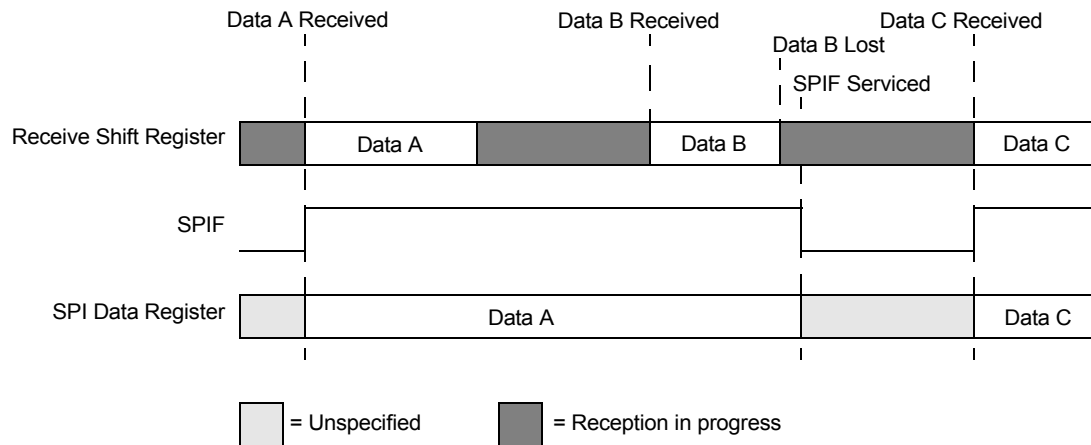 Data A Received
Data B Received
Data C Received
Data B Lost
SPIF Serviced
Receive Shift Register
Data A
Data B
Data C
SPIF
SPI Data Register
Data A
Data C
= Unspecified
= Reception in progress